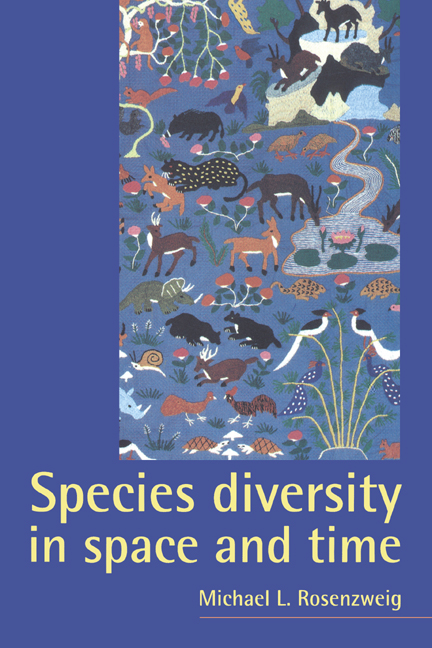 Species diversity
in space and time
Michael L. Rosenzweig